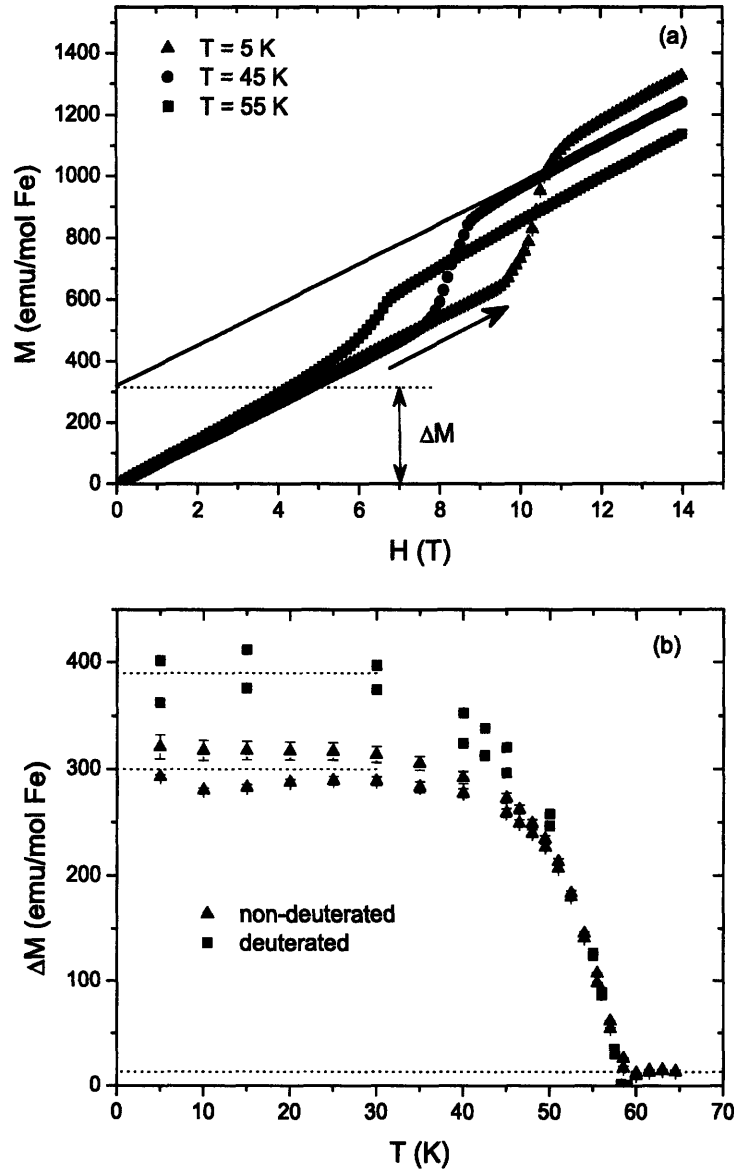 (a)
T = 5 K
T = 45 K
T = 55 K
1400
1200
1000
800
600
400
200
0
M (emu/mol Fe)
ΔM
0 2 4 6 8 10 12 14
H (T)
(b)
400
300
200
100
0
ΔM (emu/mol Fe)
non-deuterated
deuterated
0 10 20 30 40 50 60 70
T (K)